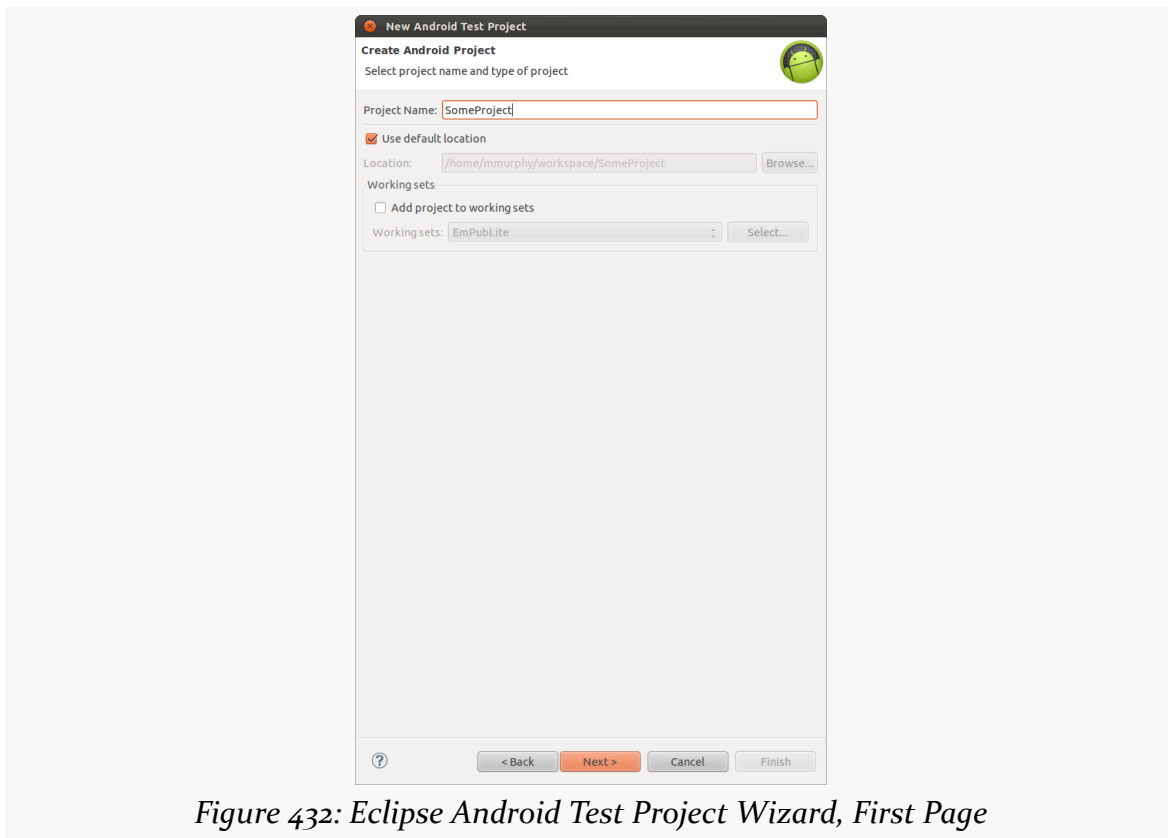 New Android Test Project
Create Android Project
Select project name and type of project
Project Name: SomeProject
Use default location
Location: /home/mmurphy/workspace/SomeProject Browse...
Working sets
Add project to working sets
Working sets: EmPubLite Select...
? < Back Next > Cancel Finish
Figure 432: Eclipse Android Test Project Wizard, First Page